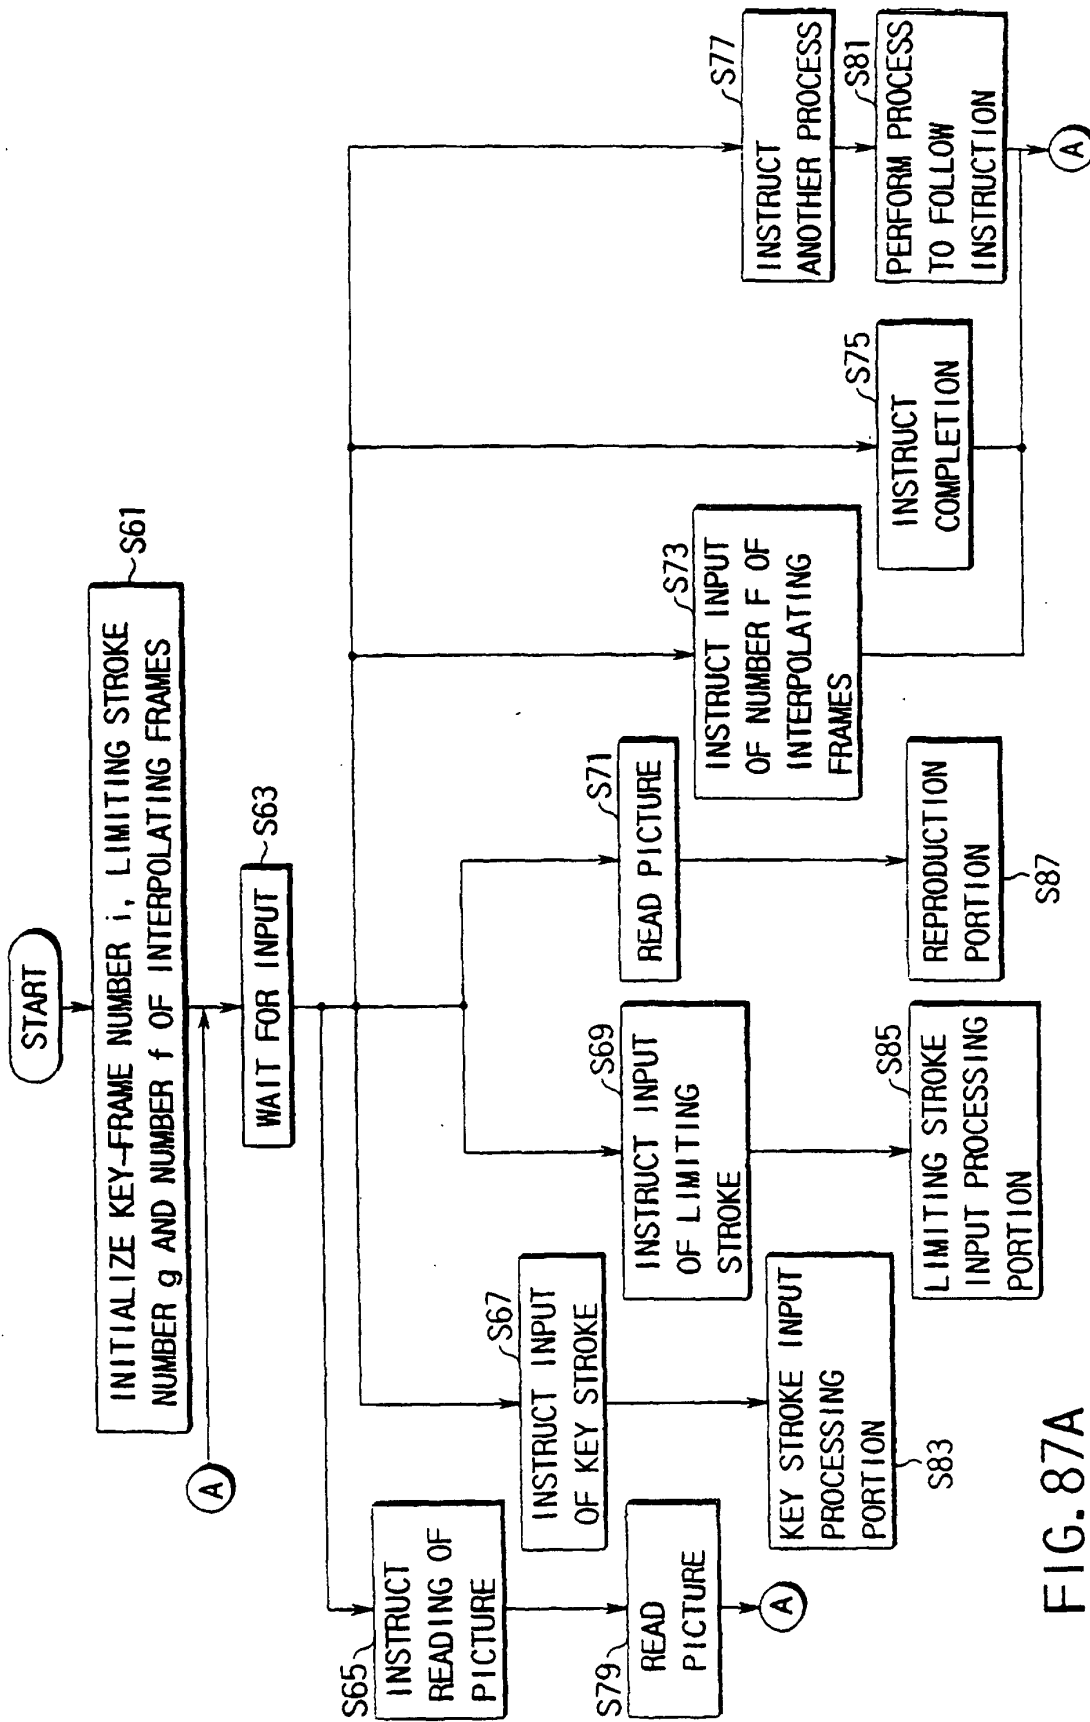 START
INITIALIZE KEY-FRAME NUMBER i, LIMITING STROKE
NUMBER g AND NUMBER f OF INTERPOLATING FRAMES
S61
A
WAIT FOR INPUT
S63
S65
INSTRUCT
READING OF
PICTURE
S79
READ
PICTURE
A
S67
INSTRUCT INPUT
OF KEY STROKE
KEY STROKE INPUT
PROCESSING
PORTION
S83
S69
INSTRUCT INPUT
OF LIMITING
STROKE
S85
LIMITING STROKE
INPUT PROCESSING
PORTION
S71
READ PICTURE
REPRODUCTION
PORTION
S87
S73
INSTRUCT INPUT
OF NUMBER F OF
INTERPOLATING
FRAMES
S75
INSTRUCT
COMPLETION
S77
INSTRUCT
ANOTHER PROCESS
S81
PERFORM PROCESS
TO FOLLOW
INSTRUCTION
A
FIG. 87A